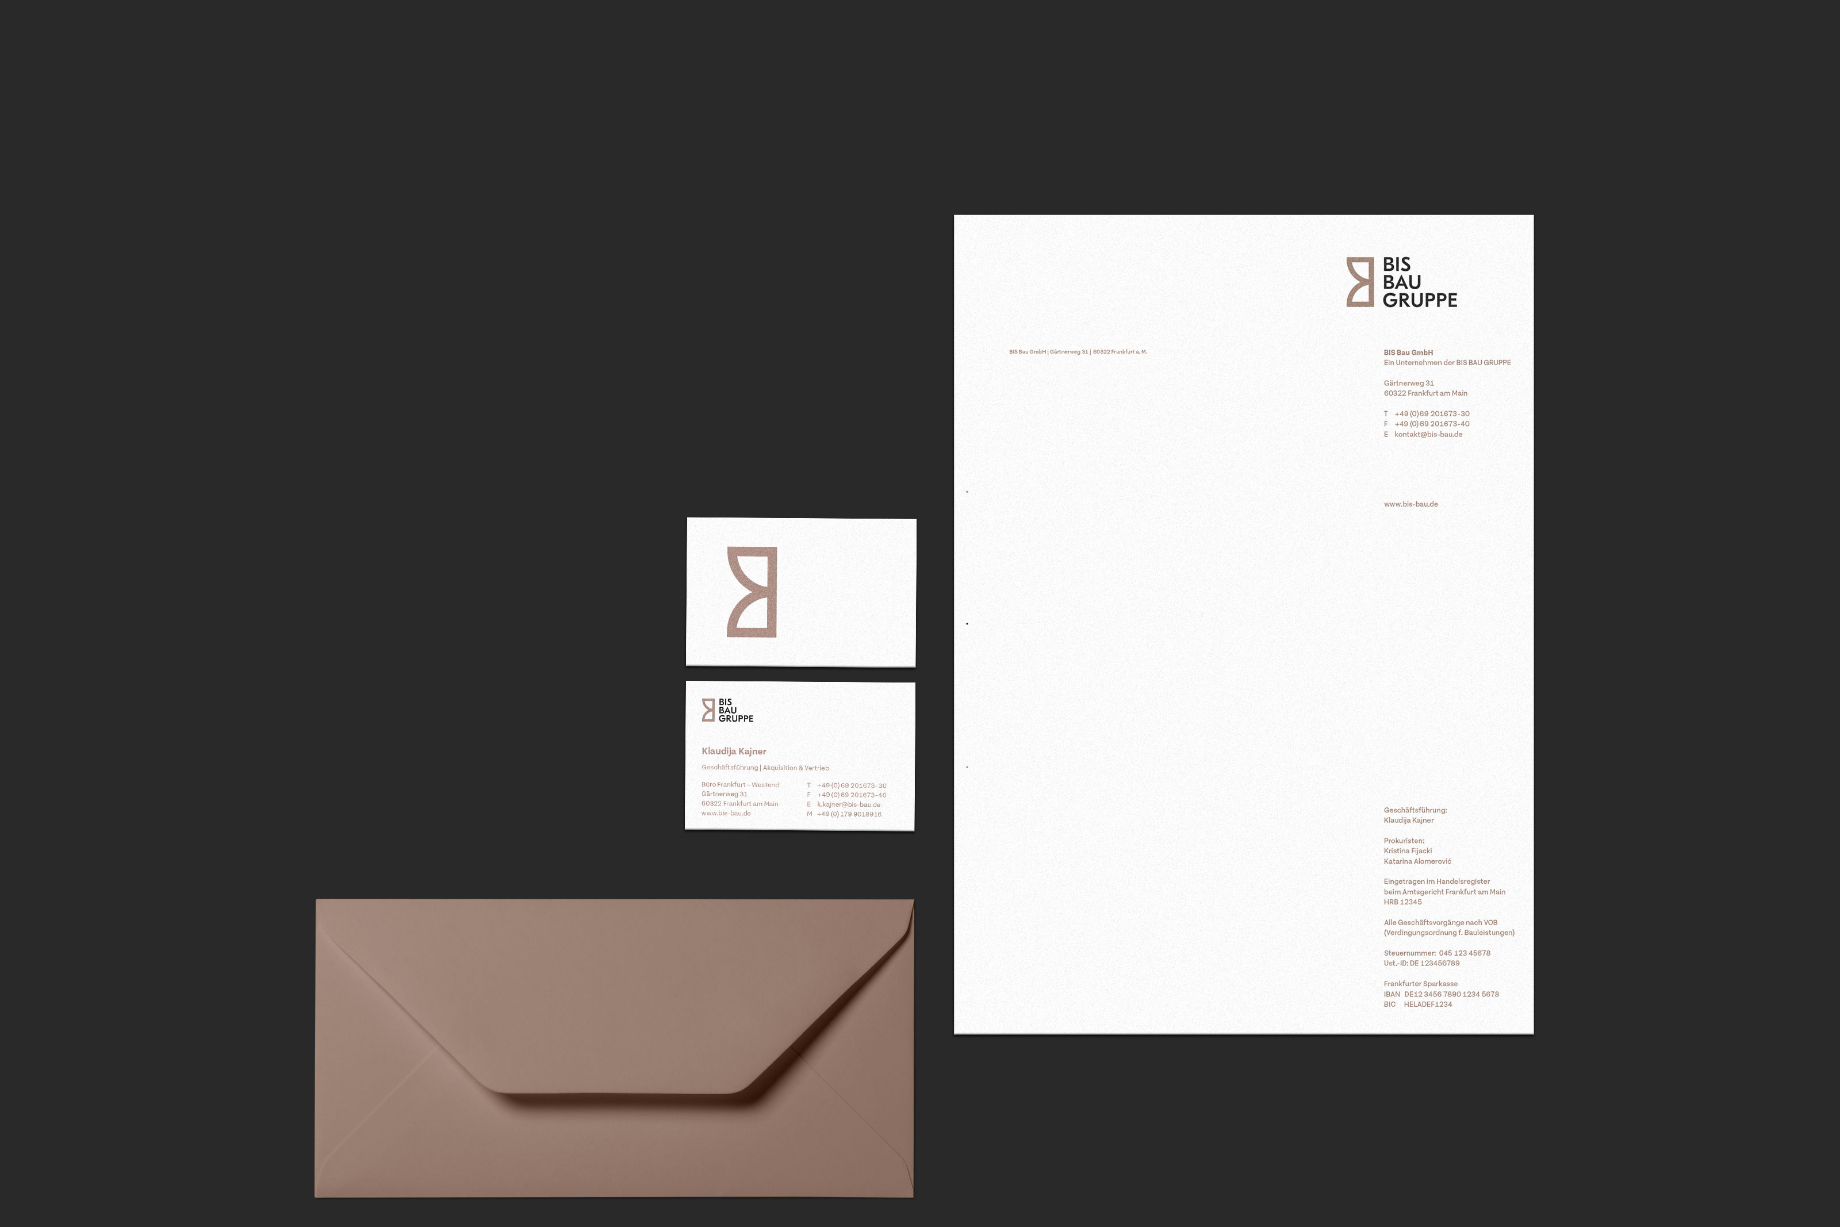 BIS
BAU
GRUPPE
BIS Bau GmbH | Gärtnerweg 31 | 60322 Frankfurt a. M.
BIS Bau GmbH
Ein Unternehmen der BIS BAU GRUPPE
Gärtnerweg 31
60322 Frankfurt am Main
T +49 (0) 69 201673-30
F +49 (0) 69 201673-40
E kontakt@bis-bau.de
www.bis-bau.de
Geschäftsführung:
Klaudija Kajner
Prokuristen:
Kristina Fijacki
Katarina Alomerović
Eingetragen im Handelsregister
beim Amtsgericht Frankfurt am Main
HRB 12345
Alle Geschäftsvorgänge nach VOB
(Verdingungsordnung f. Bauleistungen)
Steuernummer: 045 123 45678
Ust.-ID: DE 123456789
Frankfurter Sparkasse
IBAN DE12 3456 7890 1234 5678
BIC HELADEF1234
BIS
BAU
GRUPPE
Klaudija Kajner
Geschäftsführung | Akquisition & Vertrieb
Büro Frankfurt - Westend
Gärtnerweg 31
60322 Frankfurt am Main
www.bis-bau.de
T +49 (0) 69 201673-30
F +49 (0) 69 201673-40
E k.kajner@bis-bau.de
M +49 (0) 179 9018916